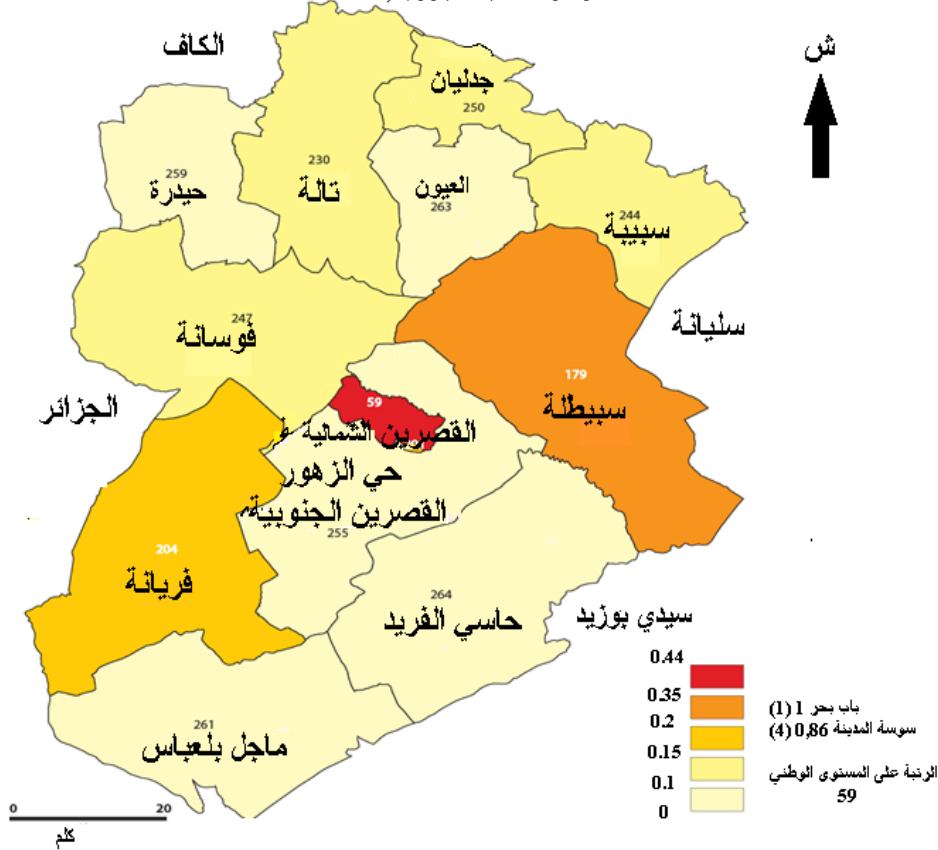 الكاف
ش
جدليان
250
230
تالة
259
حيدرة
العيون
263
244
سبيبة
247
فوسانة
سليانة
الجزائر
179
سبيطلة
59
القصرين الشمالية
حي الزهور
القصرين الجنوبية
255
204
فريانة
264
حاسي الفريد
سيدي بوزيد
261
ماجل بلعباس
0.44
0.35
0.2
0.15
0.1
0
باب بحر 1 (1)
سوسة المدينة 0,86 (4)
الرتبة على المستوى الوطني
59
0 20
كلم